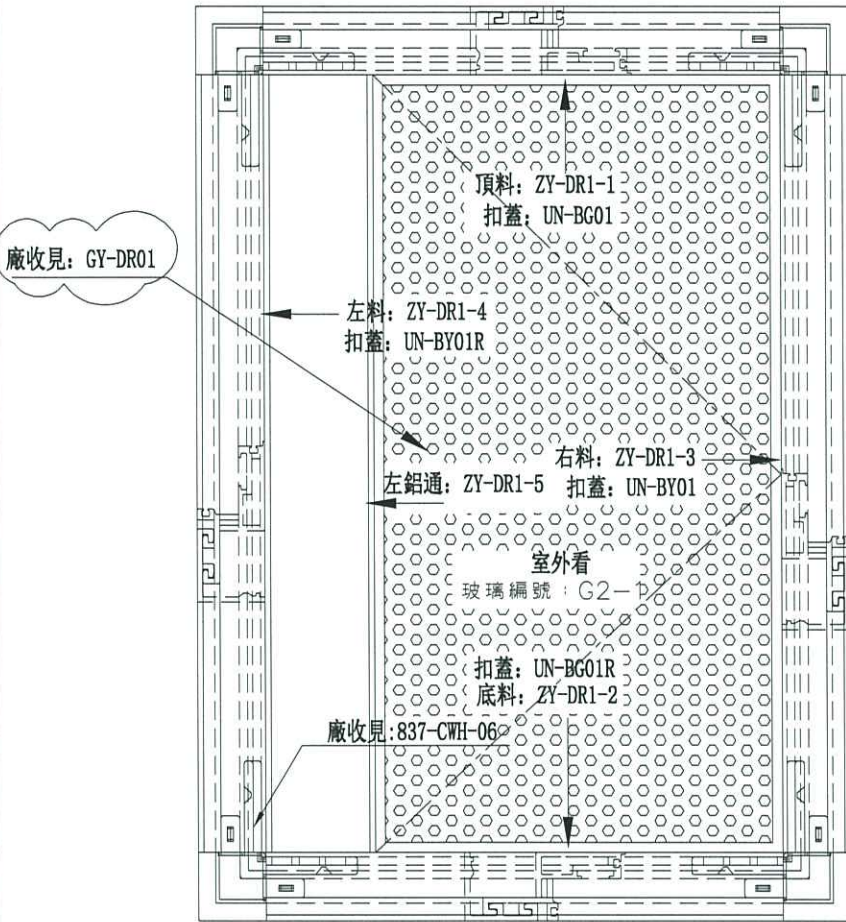 頂料: ZY-DR1-1
扣蓋: UN-BG01
廠收見: GY-DR01
左料: ZY-DR1-4
扣蓋: UN-BY01R
右料: ZY-DR1-3
左鋁通: ZY-DR1-5 扣蓋: UN-BY01
室外看
玻璃編號:G2-1
扣蓋: UN-BG01R
底料: ZY-DR1-2
廠收見:837-CWH-06